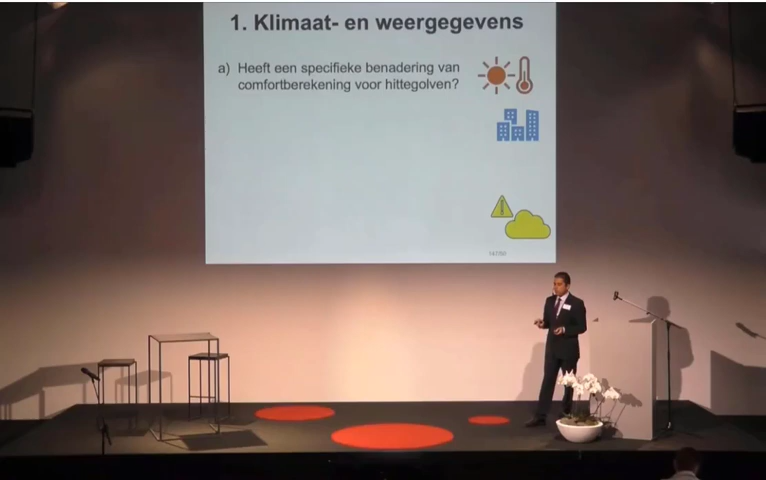 1. Klimaat- en weergegevens
a) Heeft een specifieke benadering van
comfortberekening voor hittegolven?